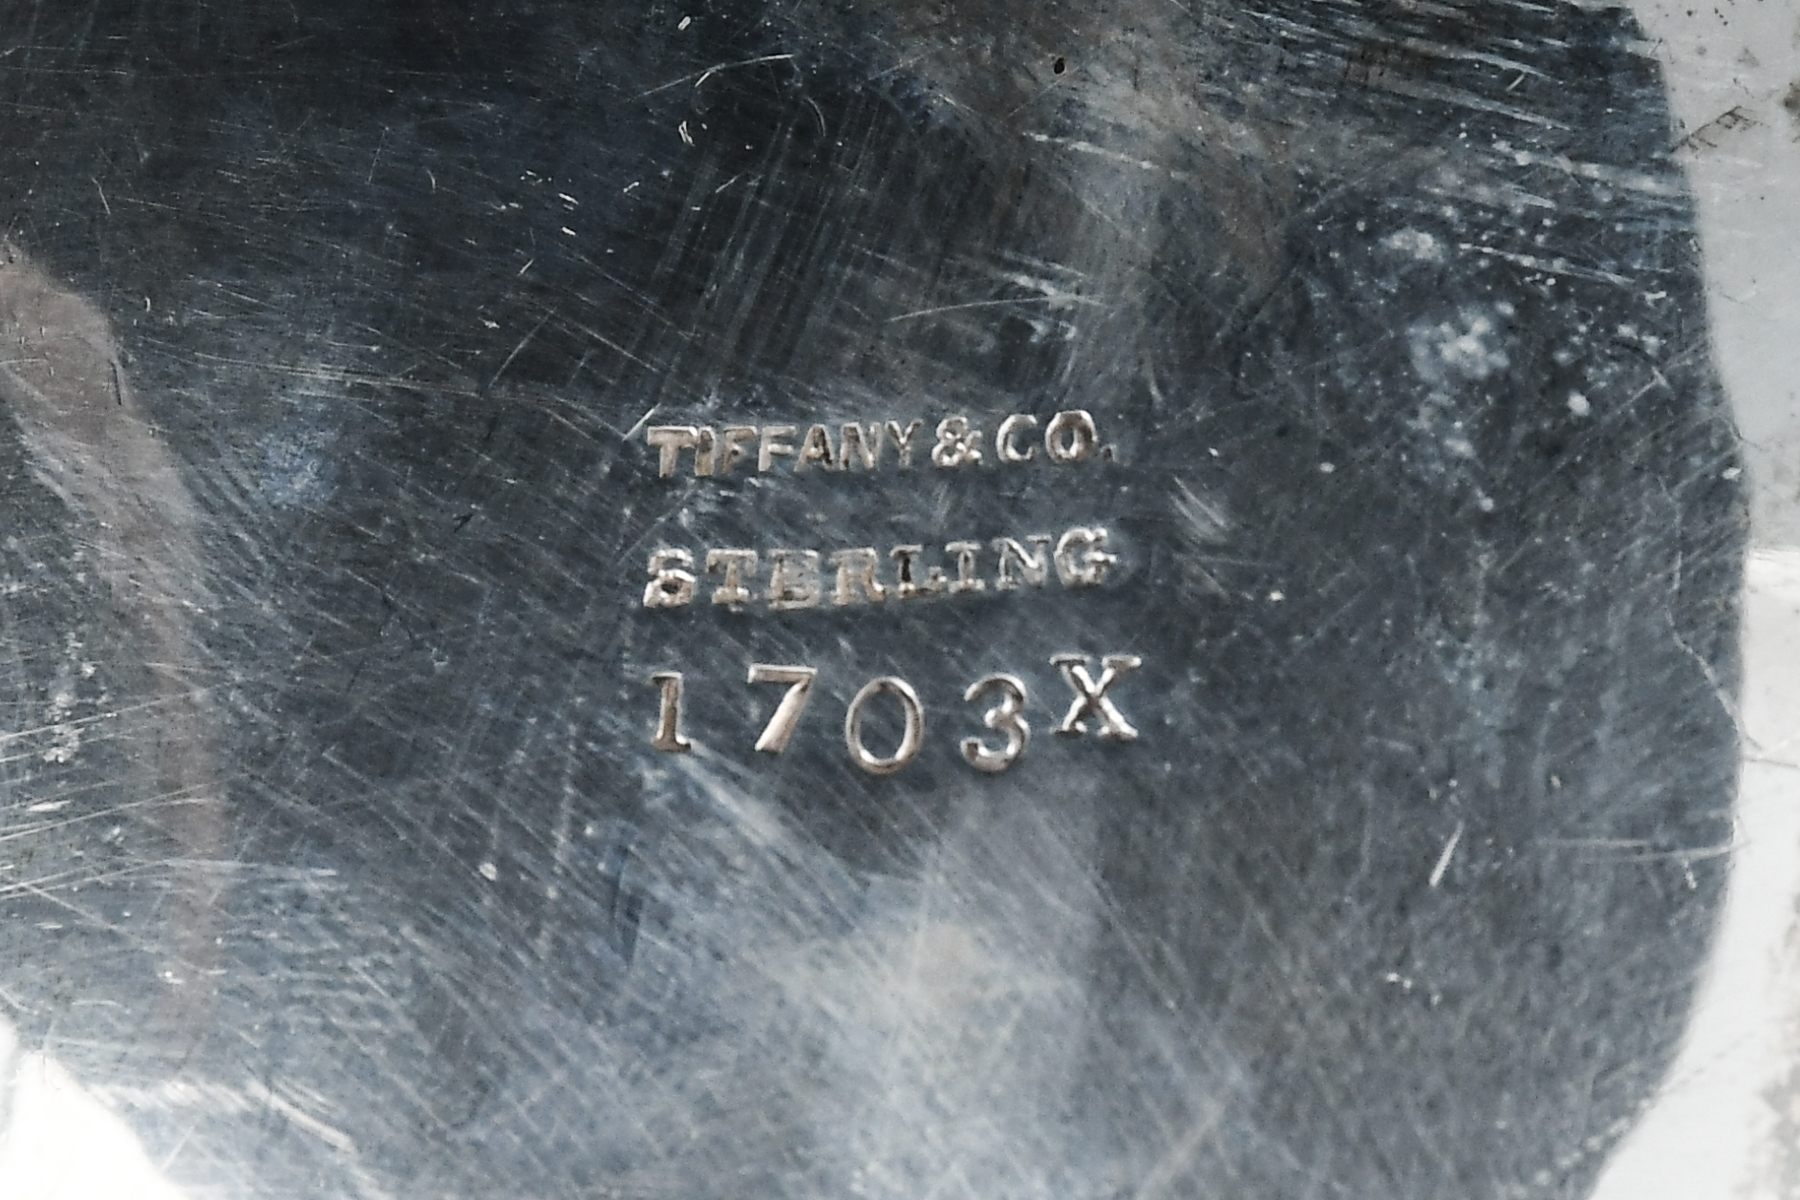 TIFFANY & CO.
STERLING
1703X